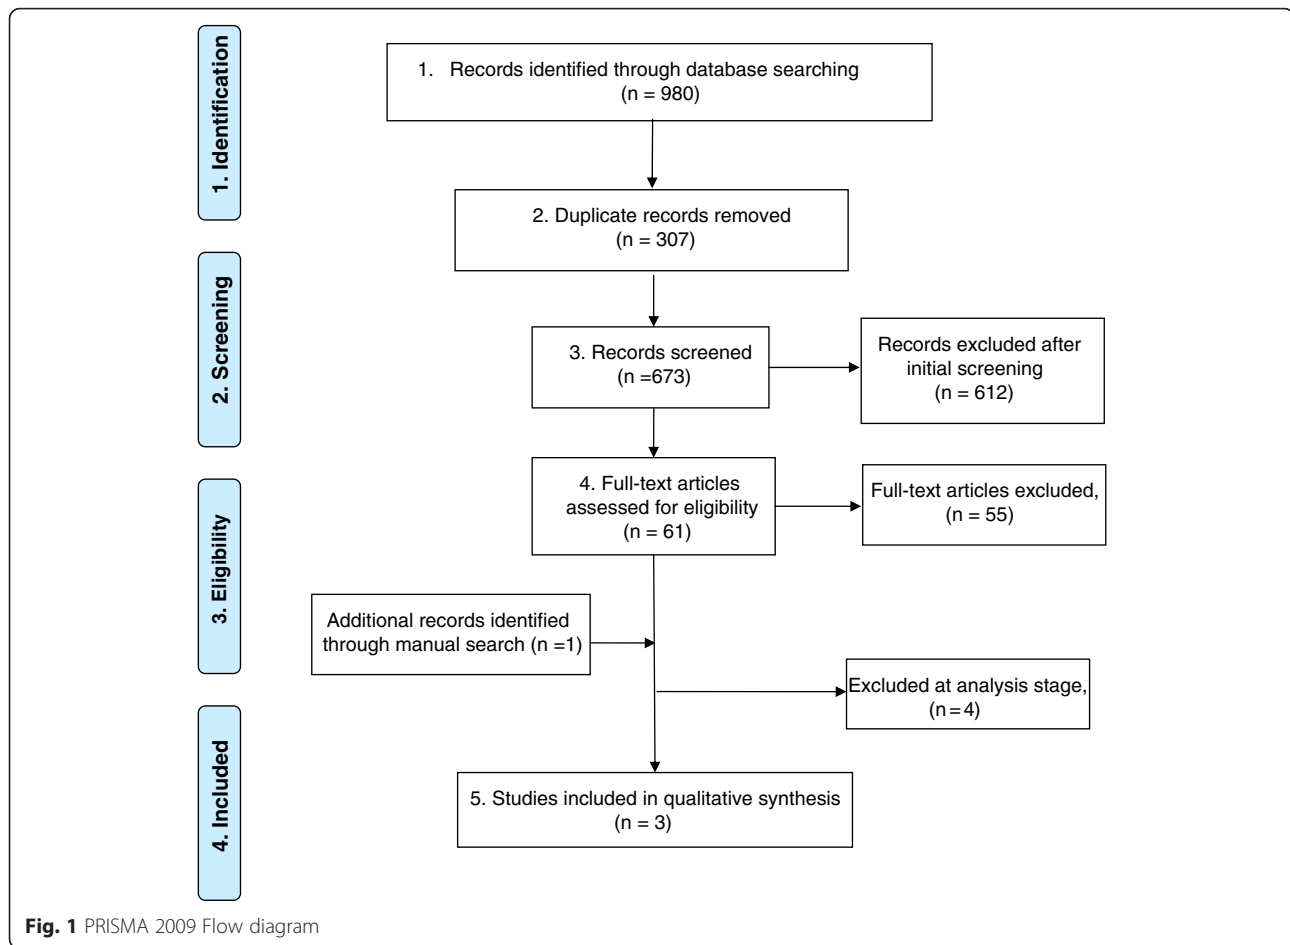 1. Identification
1. Records identified through database searching
(n = 980)
2. Duplicate records removed
(n = 307)
2. Screening
3. Records screened
(n =673)
Records excluded after
initial screening
(n = 612)
4. Full-text articles
assessed for eligibility
(n = 61)
Full-text articles excluded,
(n = 55)
3. Eligibility
Additional records identified
through manual search (n =1)
Excluded at analysis stage,
(n = 4)
4. Included
5. Studies included in qualitative synthesis
(n = 3)
Fig. 1 PRISMA 2009 Flow diagram